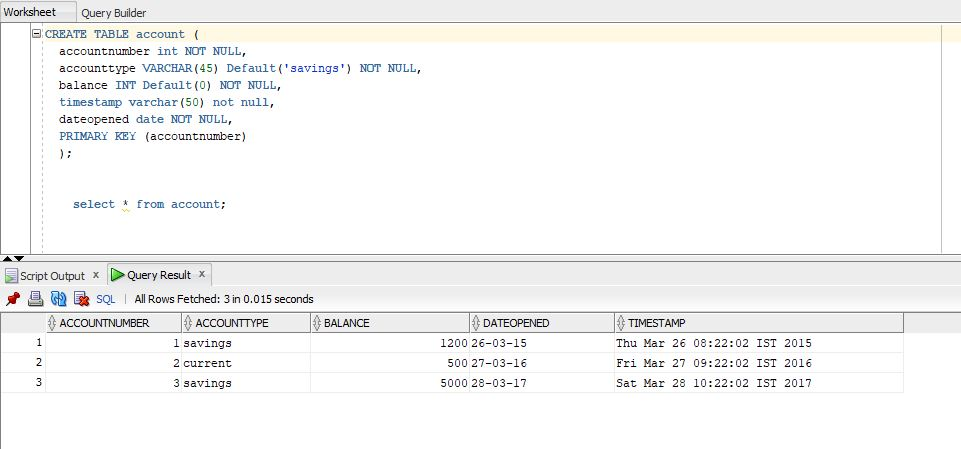 Worksheet Query Builder
CREATE TABLE account (
accountnumber int NOT NULL,
accounttype VARCHAR(45) Default('savings') NOT NULL,
balance INT Default(0) NOT NULL,
timestamp varchar(50) not null,
dateopened date NOT NULL,
PRIMARY KEY (accountnumber)
);
select * from account;
Script Output x Query Result x
SQL | All Rows Fetched: 3 in 0.015 seconds
ACCOUNTNUMBER ACCOUNTTYPE BALANCE DATEOPENED TIMESTAMP
1 1 savings 1200 26-03-15 Thu Mar 26 08:22:02 IST 2015
2 2 current 500 27-03-16 Fri Mar 27 09:22:02 IST 2016
3 3 savings 5000 28-03-17 Sat Mar 28 10:22:02 IST 2017